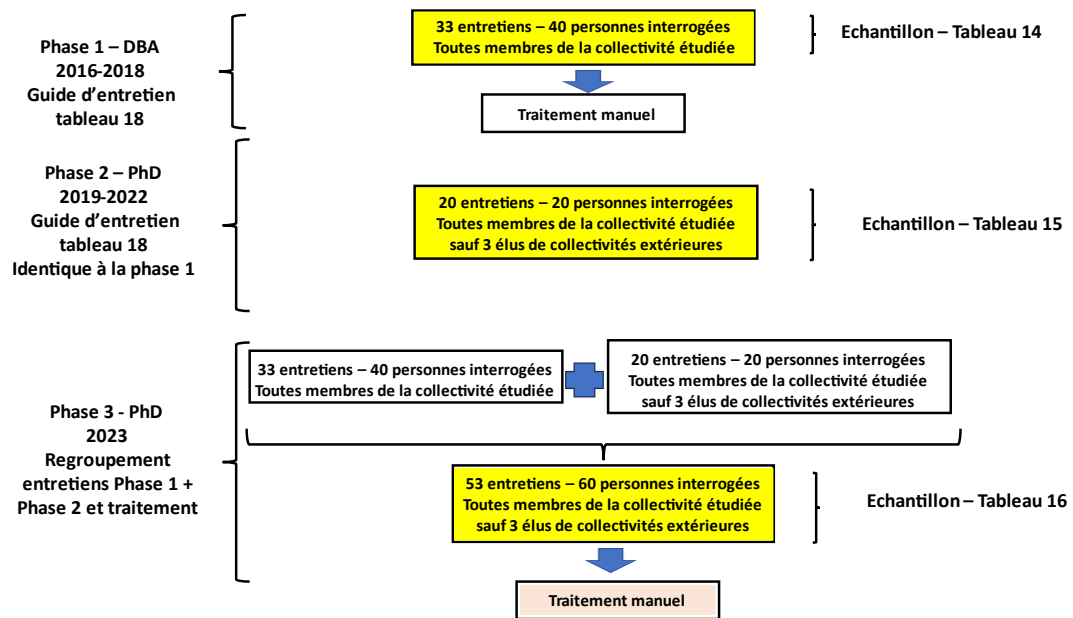 Phase 1 – DBA
2016-2018
Guide d'entretien
tableau 18
33 entretiens – 40 personnes interrogées
Toutes membres de la collectivité étudiée
Echantillon – Tableau 14
Traitement manuel
Phase 2 – PhD
2019-2022
Guide d'entretien
tableau 18
Identique à la phase 1
20 entretiens – 20 personnes interrogées
Toutes membres de la collectivité étudiée
sauf 3 élus de collectivités extérieures
Echantillon – Tableau 15
Phase 3 - PhD
2023
Regroupement
entretiens Phase 1 +
Phase 2 et traitement
33 entretiens – 40 personnes interrogées
Toutes membres de la collectivité étudiée
20 entretiens – 20 personnes interrogées
Toutes membres de la collectivité étudiée
sauf 3 élus de collectivités extérieures
53 entretiens – 60 personnes interrogées
Toutes membres de la collectivité étudiée
sauf 3 élus de collectivités extérieures
Echantillon – Tableau 16
Traitement manuel